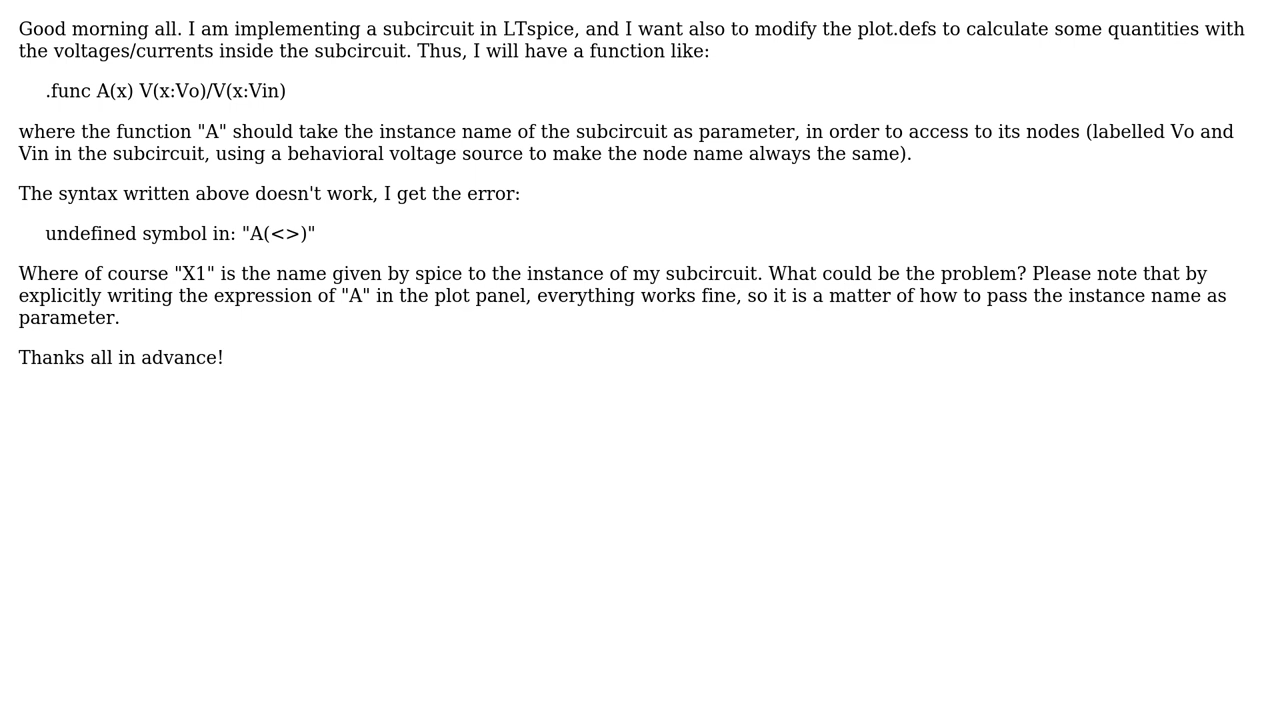 Good morning all. I am implementing a subcircuit in LTspice, and I want also to modify the plot.defs to calculate some quantities with
the voltages/currents inside the subcircuit. Thus, I will have a function like:
.func A(x) V(x:Vo)/V(x:Vin)
where the function "A" should take the instance name of the subcircuit as parameter, in order to access to its nodes (labelled Vo and
Vin in the subcircuit, using a behavioral voltage source to make the node name always the same).
The syntax written above doesn't work, I get the error:
undefined symbol in: "A(<>)"
Where of course "X1" is the name given by spice to the instance of my subcircuit. What could be the problem? Please note that by
explicitly writing the expression of "A" in the plot panel, everything works fine, so it is a matter of how to pass the instance name as
parameter.
Thanks all in advance!